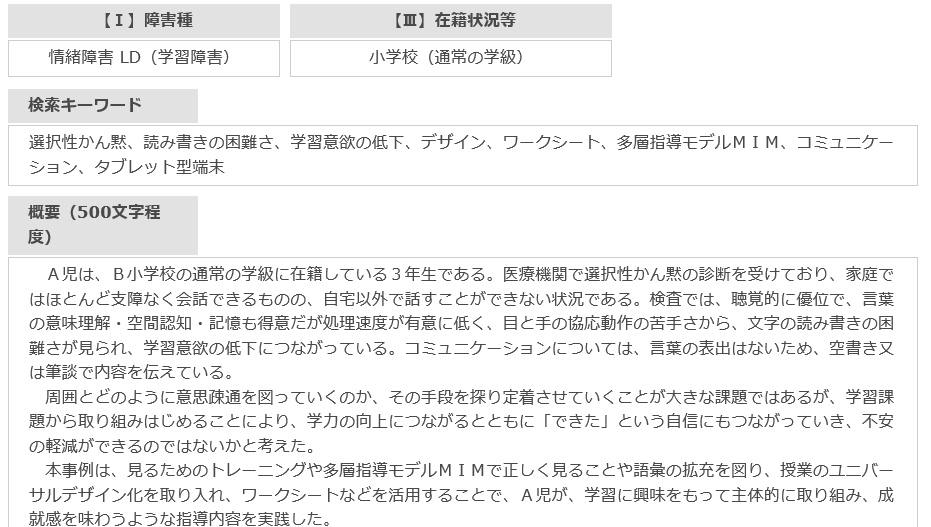 【Ⅰ】障害種
【Ⅲ】在籍状況等
情緒障害 LD（学習障害）
小学校（通常の学級）
検索キーワード
選択性かん黙、読み書きの困難さ、学習意欲の低下、デザイン、ワークシート、多層指導モデルＭＩＭ、コミュニケー
ション、タブレット型端末
概要（500文字程
度）
　Ａ児は、Ｂ小学校の通常の学級に在籍している３年生である。医療機関で選択性かん黙の診断を受けており、家庭で
はほとんど支障なく会話できるものの、自宅以外で話すことができない状況である。検査では、聴覚的に優位で、言葉
の意味理解・空間認知・記憶も得意だが処理速度が有意に低く、目と手の協応動作の苦手さから、文字の読み書きの困
難さが見られ、学習意欲の低下につながっている。コミュニケーションについては、言葉の表出はないため、空書き又
は筆談で内容を伝えている。
　周囲とどのように意思疎通を図っていくのか、その手段を探り定着させていくことが大きな課題ではあるが、学習課
題から取り組みはじめることにより、学力の向上につながるとともに「できた」という自信にもつながっていき、不安
の軽減ができるのではないかと考えた。
　本事例は、見るためのトレーニングや多層指導モデルＭＩＭで正しく見ることや語彙の拡充を図り、授業のユニバー
サルデザイン化を取り入れ、ワークシートなどを活用することで、Ａ児が、学習に興味をもって主体的に取り組み、成
就感を味わうような指導内容を実践した。